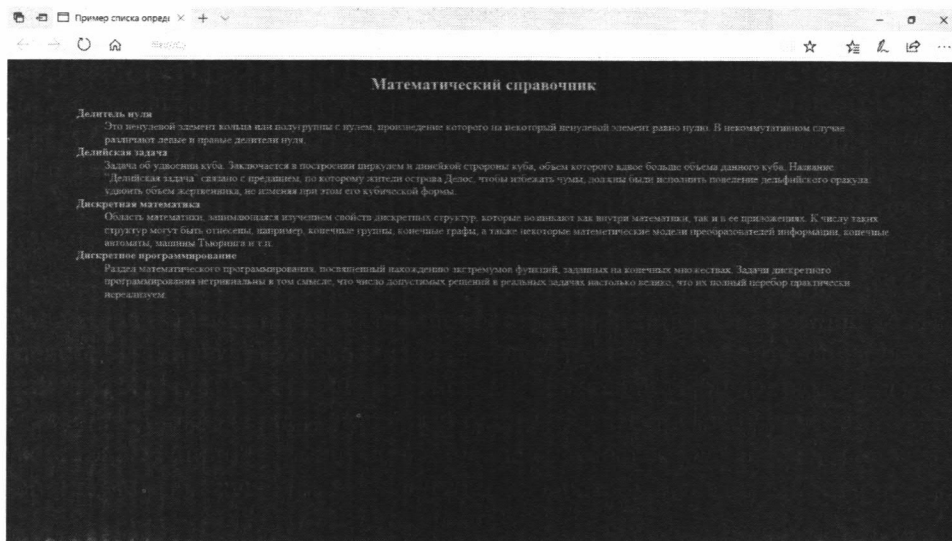 Пример списка опреде
Математический справочник
Делитель нуля
Это ненулевой элемент кольца или полугруппы с нулем, произведение которого на некоторый ненулевой элемент равно нулю. В некоммутативном случае
различают левые и правые делители нуля.
Делийская задача
Задача об удвоении куба. Заключается в построении циркулем и линейкой стророны куба, объем которого вдвое больше объема данного куба. Название
"Делийская задача" связано с преданием, по которому жители острова Делос, чтобы избежать чумы, должны были исполнить повеление дельфийского оракула:
удвоить объем жертвенника, не изменяя при этом его кубической формы.
Дискретная математика
Область математики, занимающаяся изучением свойств дискретных структур, которые возникают как внутри математики, так и в ее приложениях. К числу таких
структур могут быть отнесены, например, конечные группы, конечные графы, а также некоторые математические модели преобразователей информации, конечные
автоматы, машины Тьюринга и т.п.
Дискретное программирование
Раздел математического программирования, посвященный нахождению экстремумов функций, заданных на конечных множествах. Задачи дискретного
программирования нетривиальны в том смысле, что число допустимых решений в реальных задачах настолько велико, что их полный перебор практически
нереализуем.